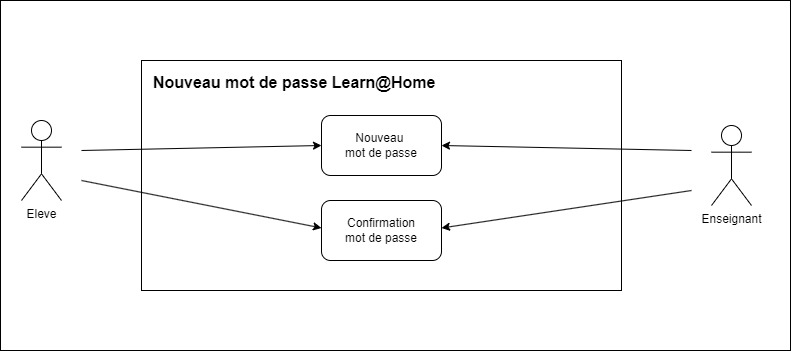 Nouveau mot de passe Learn@Home
Nouveau
mot de passe
Eleve
Enseignant
Confirmation
mot de passe